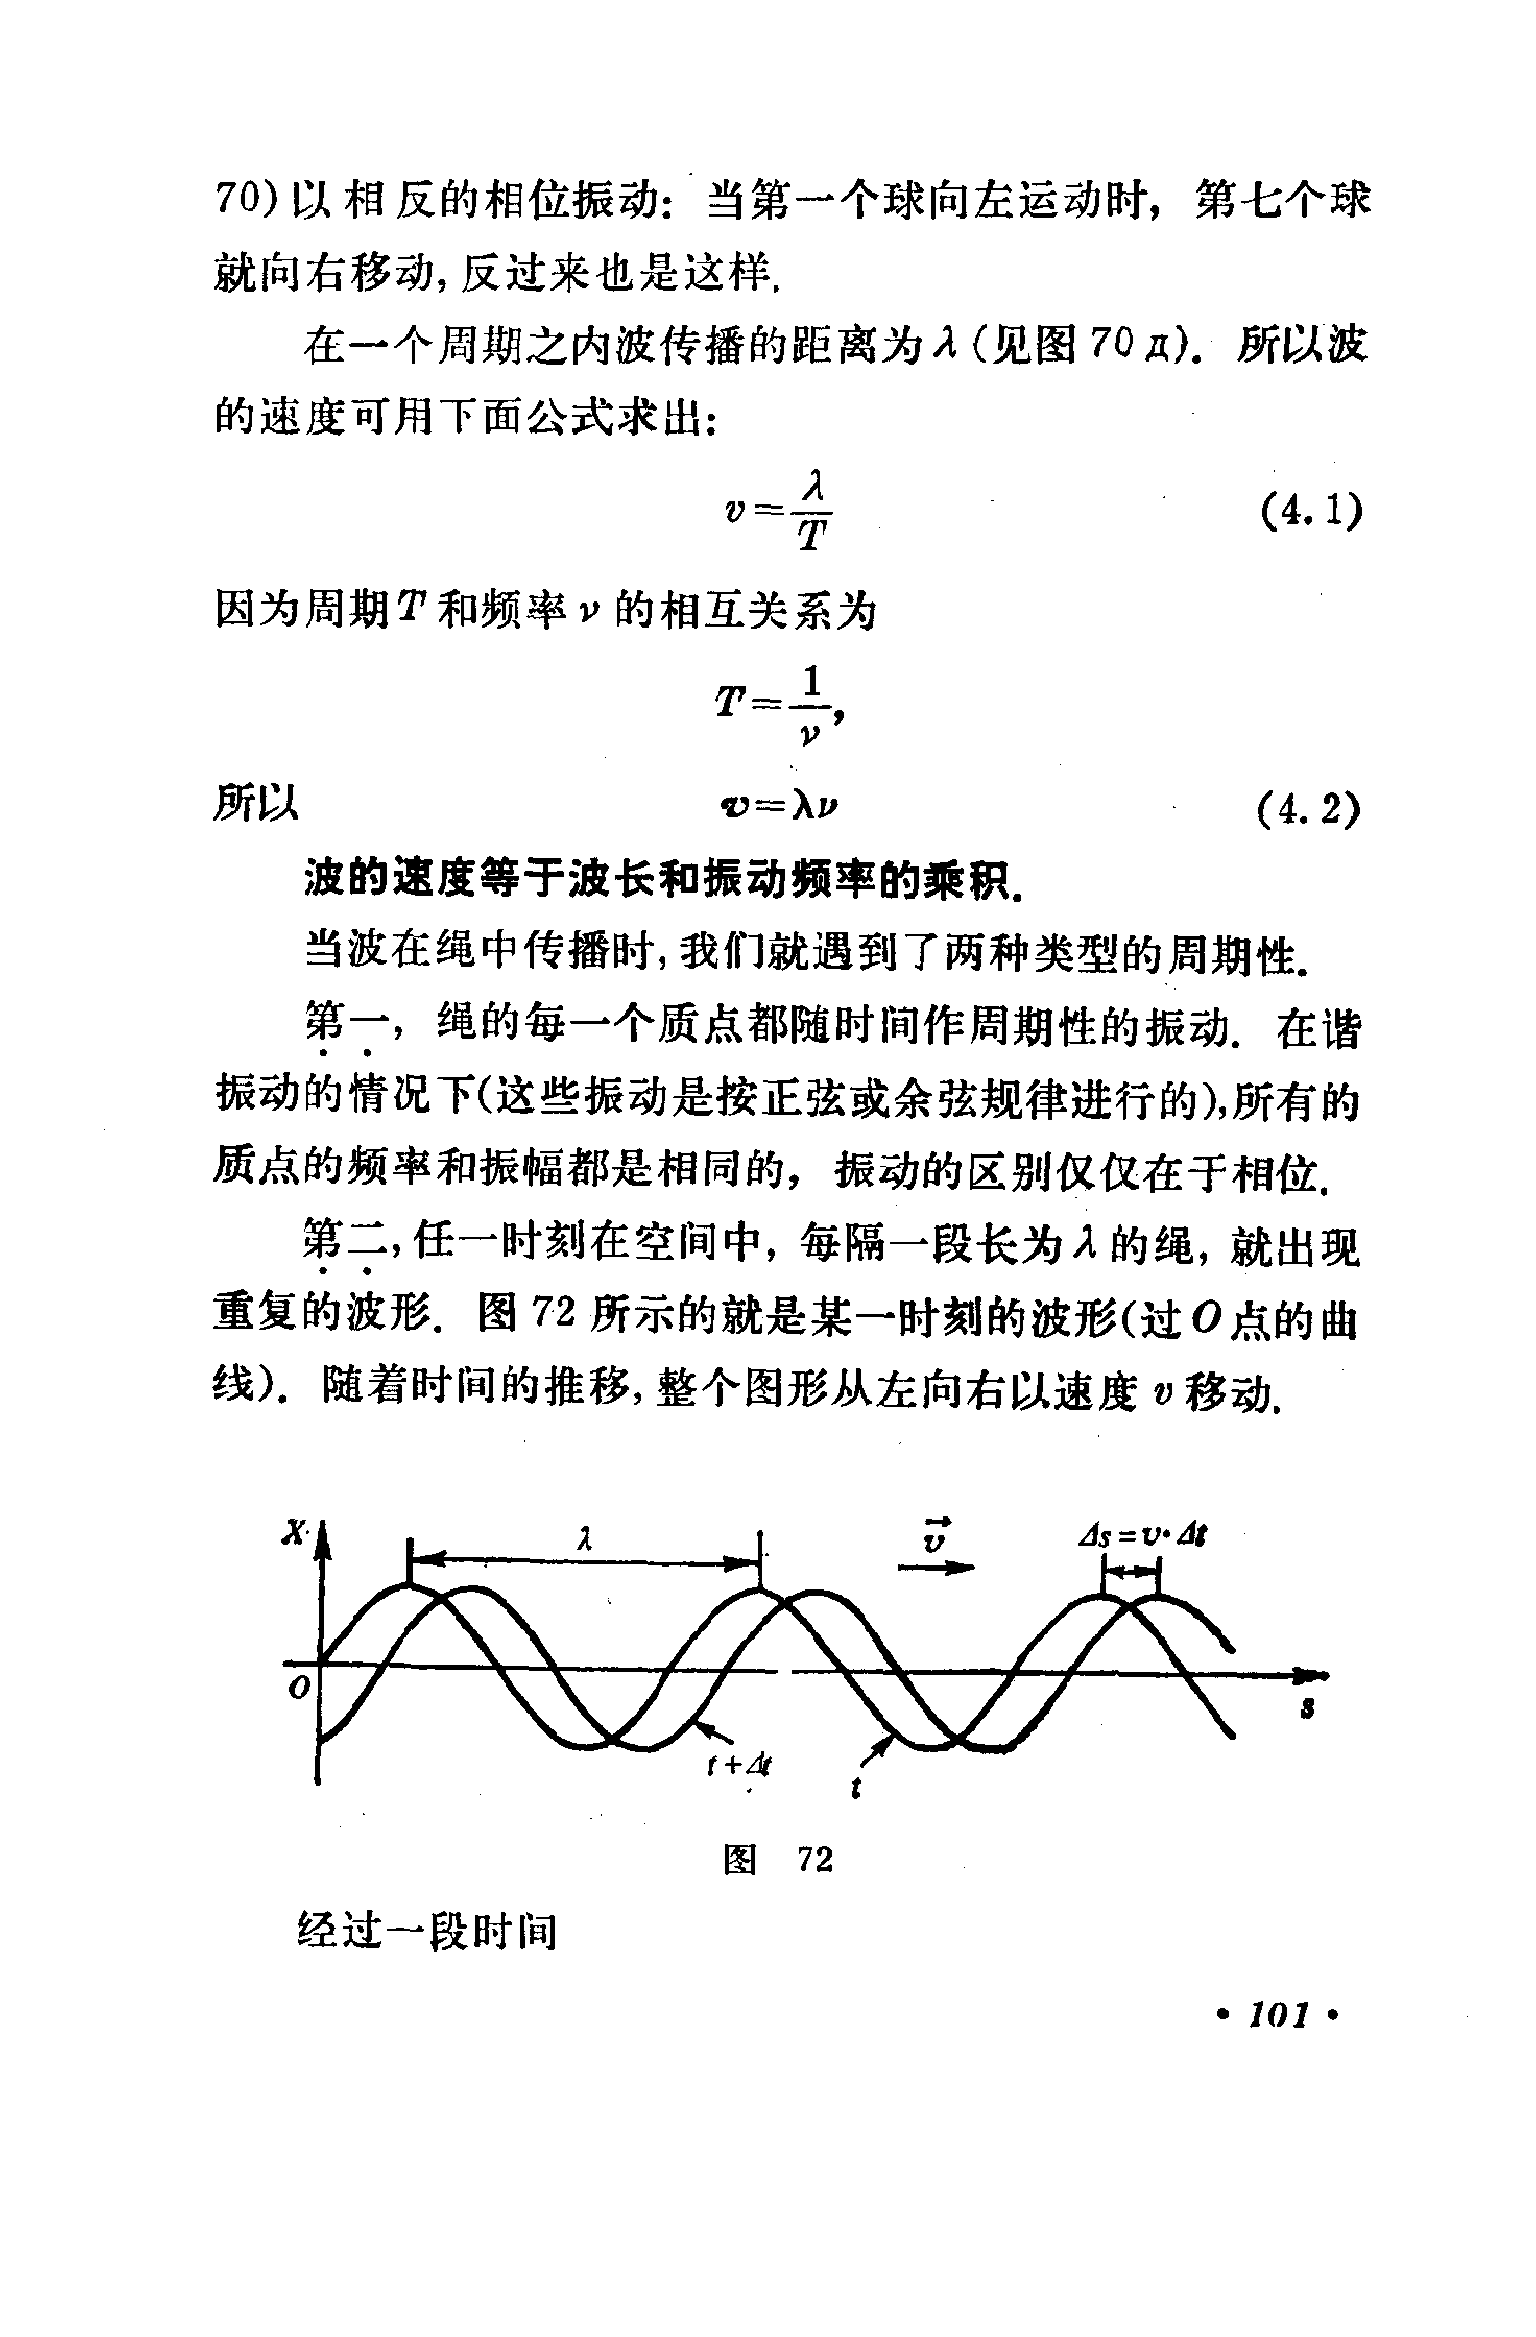 70) 以相反的相位振动: 当第一个球向左运动时, 第七个球
就向右移动, 反过来也是这样.
在一个周期之内波传播的距离为 λ (见图 70 д). 所以波
的速度可用下面公式求出:
v=λ/T (4.1)
因为周期 T 和频率 ν 的相互关系为
T=1/ν,
所以 v=λν (4.2)
波的速度等于波长和振动频率的乘积.
当波在绳中传播时, 我们就遇到了两种类型的周期性.
第一, 绳的每一个质点都随时间作周期性的振动. 在谐
振动的情况下(这些振动是按正弦或余弦规律进行的),所有的
质点的频率和振幅都是相同的, 振动的区别仅仅在于相位.
第二, 任一时刻在空间中, 每隔一段长为 λ 的绳, 就出现
重复的波形. 图 72 所示的就是某一时刻的波形(过 O 点的曲
线). 随着时间的推移, 整个图形从左向右以速度 v 移动.
X λ v⃗ Δs=v·Δt
O s
t+Δt t
图 72
经过一段时间
· 101 ·